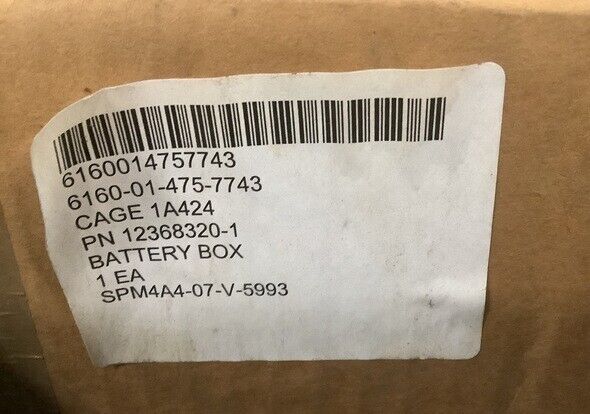 6160014757743
6160-01-475-7743
CAGE 1A424
PN 12368320-1
BATTERY BOX
1 EA
SPM4A4-07-V-5993